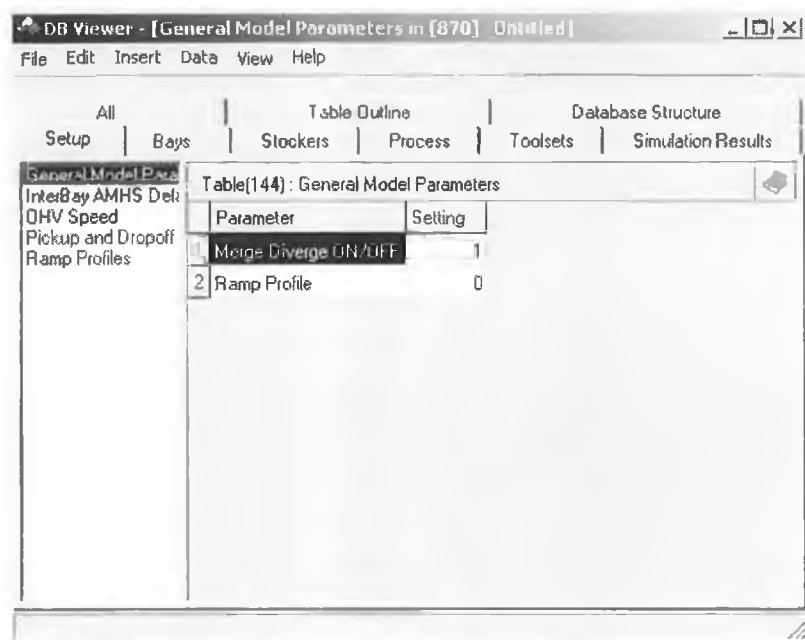 DB Viewer - [General Model Parameters in [870] Untitled]
File Edit Insert Data View Help
All Table Outline Database Structure
Setup Bays Stockers Process Toolsets Simulation Results
General Model Para
InterBay AMHS Dela
OHV Speed
Pickup and Dropoff
Ramp Profiles
Table(144) : General Model Parameters
Parameter Setting
1 Merge Diverge ON/OFF 1
2 Ramp Profile 0